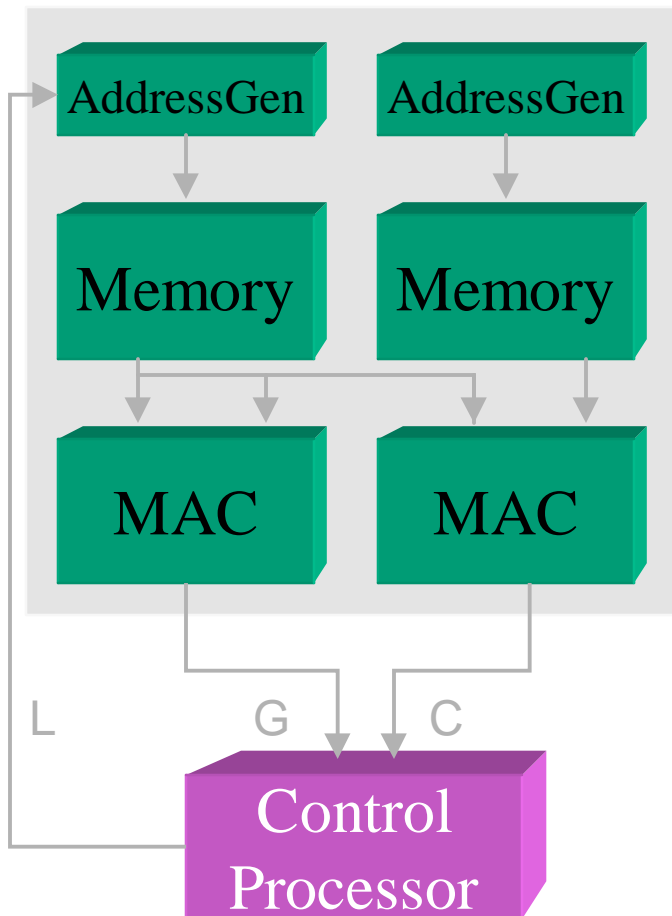 AddressGen
AddressGen
Memory
Memory
MAC
MAC
L
G
C
Control
Processor